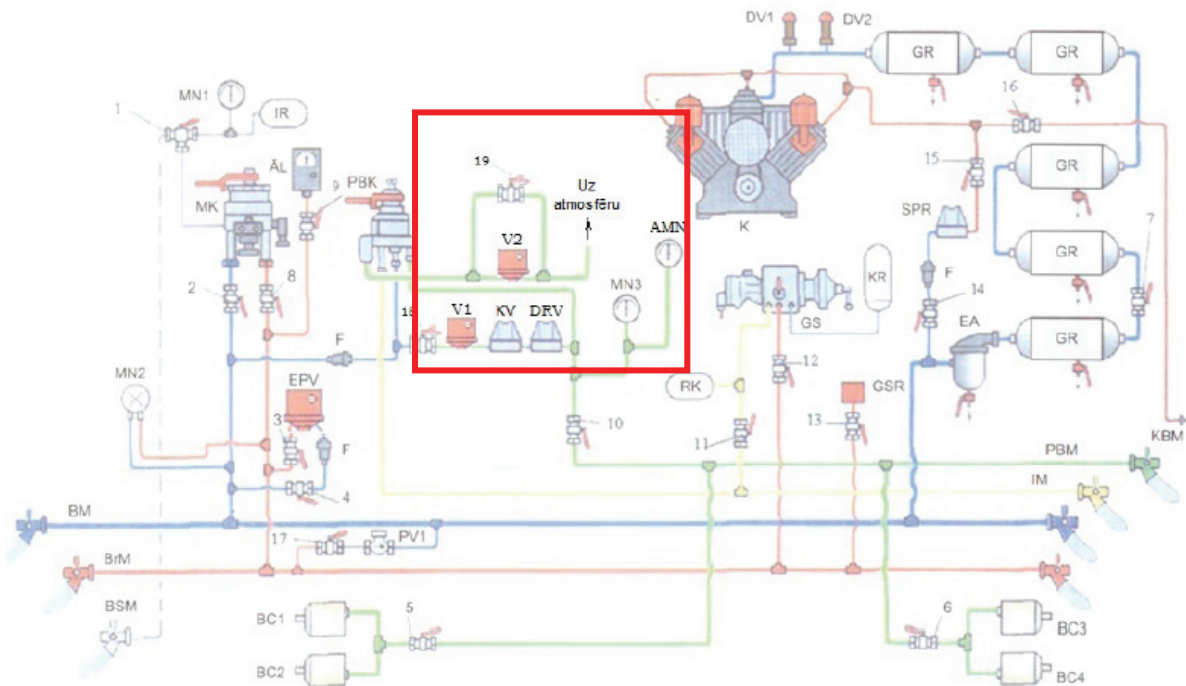 DV1 DV2
GR GR
MN1
1
IR
16
19
15
ĀL
9
PBK
Uz
atmosfēru
GR
MK
SPR
7
K
V2
AMN
KR
GR
2
8
MN3
F
14
18
V1 KV DRV
GS
EA
GR
F
12
MN2
EPV
RK
GSR
3
10
11
13
F
KBM
PBM
4
IM
BM
17
PV1
BrM
BSM
BC1
5
6
BC3
BC2
BC4